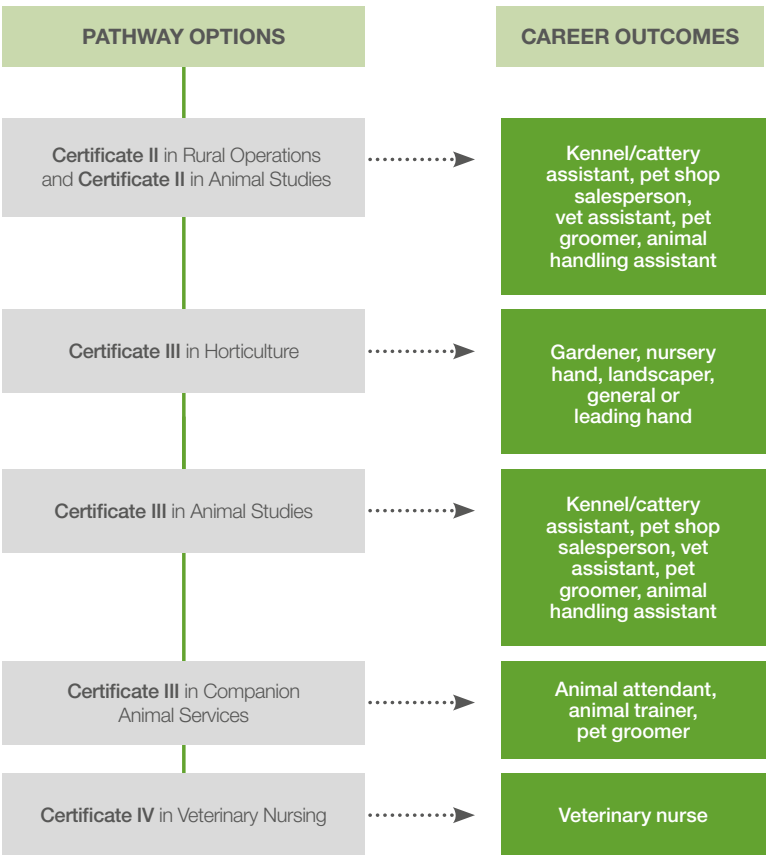 PATHWAY OPTIONS
CAREER OUTCOMES
Certificate II in Rural Operations
and Certificate II in Animal Studies
Kennel/cattery
assistant, pet shop
salesperson,
vet assistant, pet
groomer, animal
handling assistant
Certificate III in Horticulture
Gardener, nursery
hand, landscaper,
general or
leading hand
Certificate III in Animal Studies
Kennel/cattery
assistant, pet shop
salesperson, vet
assistant, pet
groomer, animal
handling assistant
Certificate III in Companion
Animal Services
Animal attendant,
animal trainer,
pet groomer
Certificate IV in Veterinary Nursing
Veterinary nurse